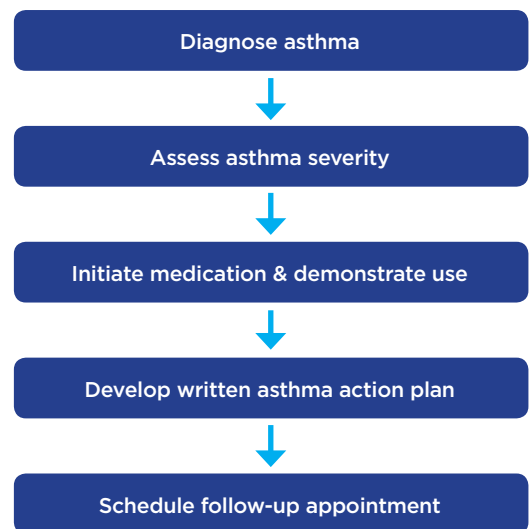 Diagnose asthma
Assess asthma severity
Initiate medication & demonstrate use
Develop written asthma action plan
Schedule follow-up appointment